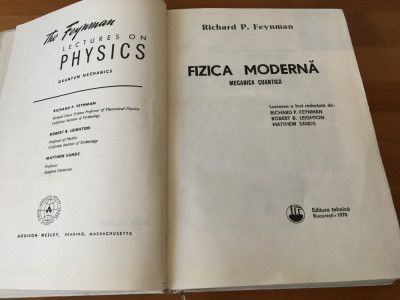 The Feynman
LECTURES ON
PHYSICS
QUANTUM MECHANICS
RICHARD P. FEYNMAN
Richard Chace Tolman Professor of Theoretical Physics
California Institute of Technology
ROBERT B. LEIGHTON
Professor of Physics
California Institute of Technology
MATTHEW SANDS
Professor
Stanford University
ADDISON-WESLEY, READING, MASSACHUSETTS
Richard P. Feynman
FIZICA MODERNĂ
MECANICA CUANTICĂ
Lucrarea a fost redactată de:
RICHARD P. FEYNMAN
ROBERT B. LEIGHTON
MATTHEW SANDS
Editura tehnică
București - 1970